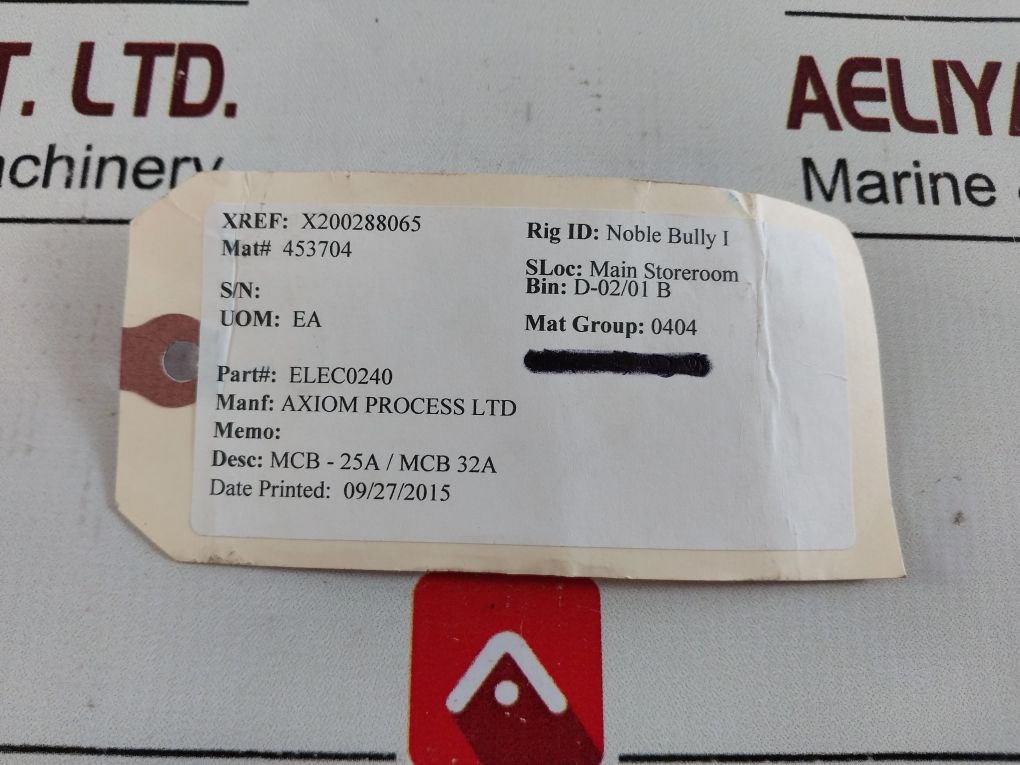 T. LTD.
achinery
AELIYA
Marine &
XREF: X200288065
Mat# 453704
S/N:
UOM: EA
Part#: ELEC0240
Manf: AXIOM PROCESS LTD
Memo:
Desc: MCB - 25A / MCB 32A
Date Printed: 09/27/2015
Rig ID: Noble Bully I
SLoc: Main Storeroom
Bin: D-02/01 B
Mat Group: 0404